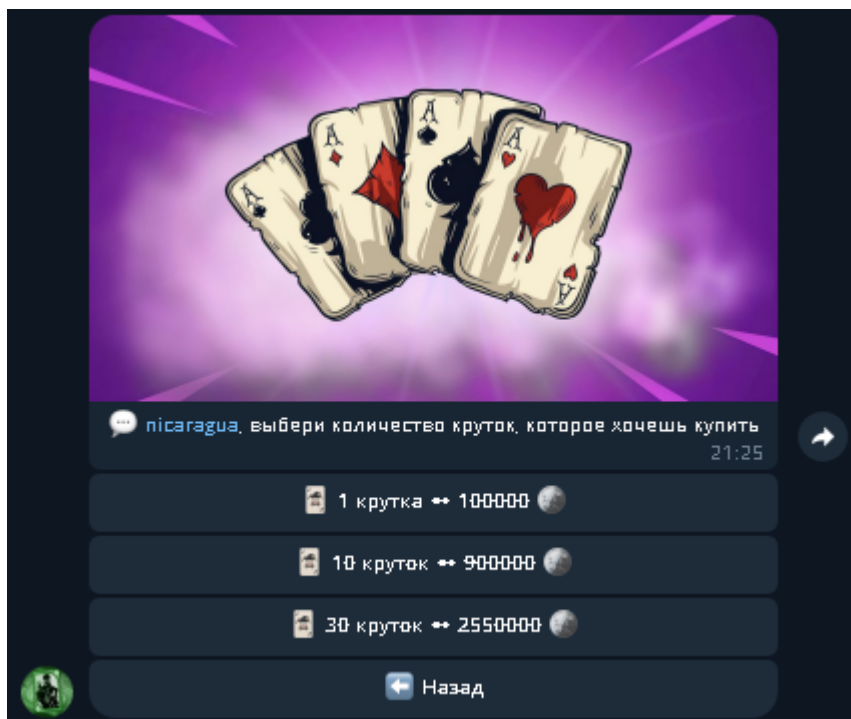 A
A
A
A
A
💬 nicaragua, выбери количество круток, которое хочешь купить
21:25
1 крутка ↔ 100000
10 круток ↔ 900000
30 круток ↔ 2550000
⬅ Назад